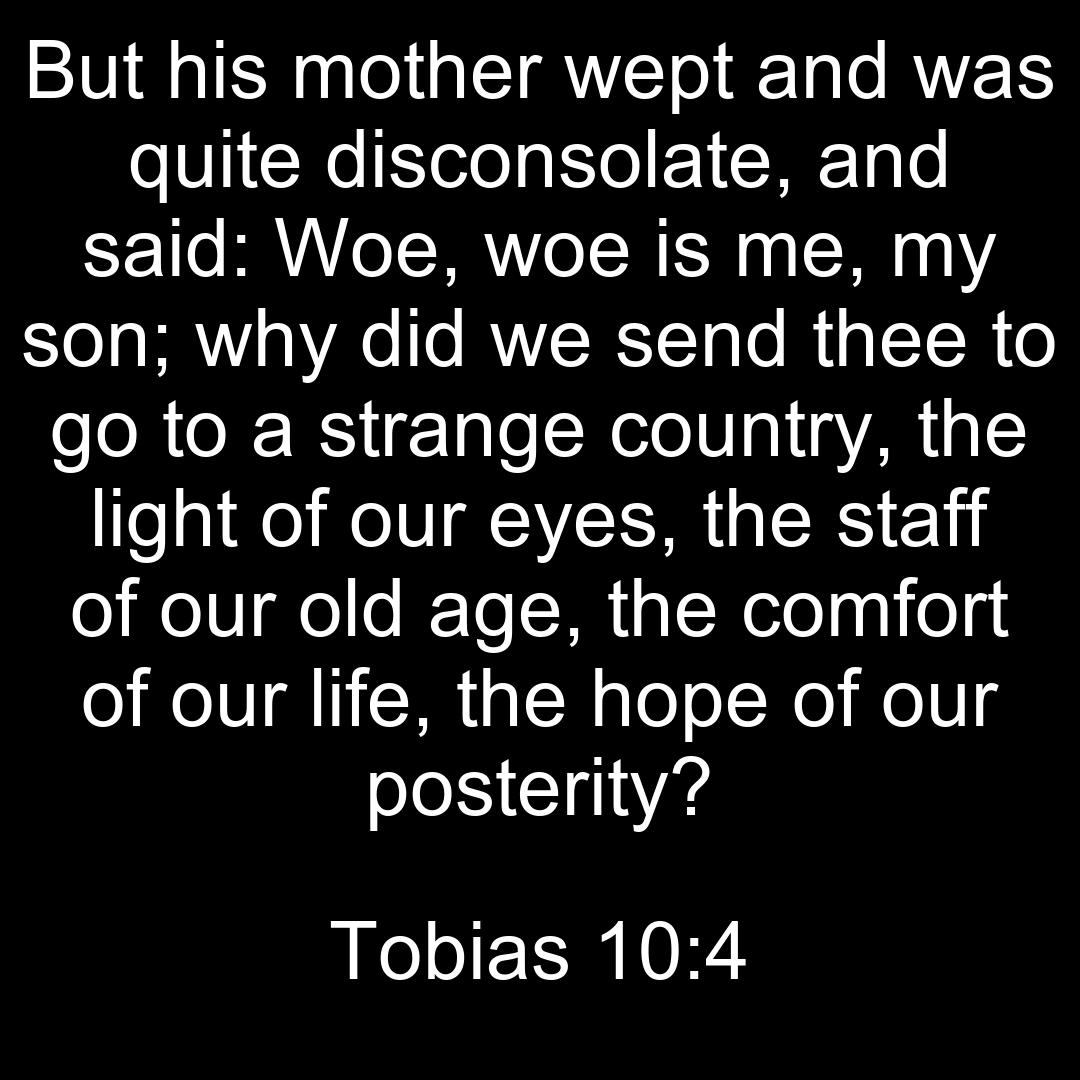 But his mother wept and was
quite disconsolate, and
said: Woe, woe is me, my
son; why did we send thee to
go to a strange country, the
light of our eyes, the staff
of our old age, the comfort
of our life, the hope of our
posterity?
Tobias 10:4